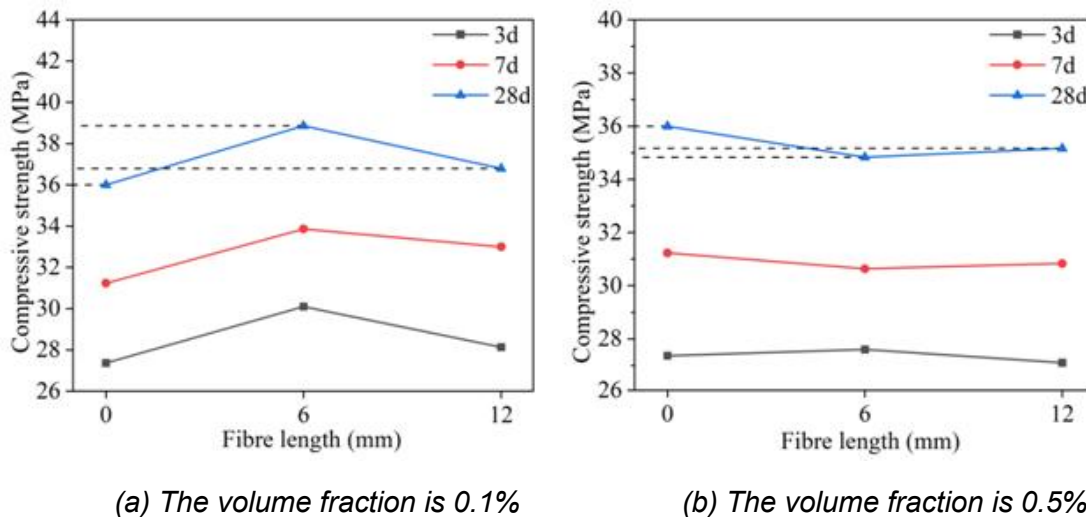 Compressive strength (MPa)
44
42
40
38
36
34
32
30
28
26
3d
7d
28d
0
6
12
Fibre length (mm)
(a) The volume fraction is 0.1%
Compressive strength (MPa)
40
38
36
34
32
30
28
26
3d
7d
28d
0
6
12
Fibre length (mm)
(b) The volume fraction is 0.5%